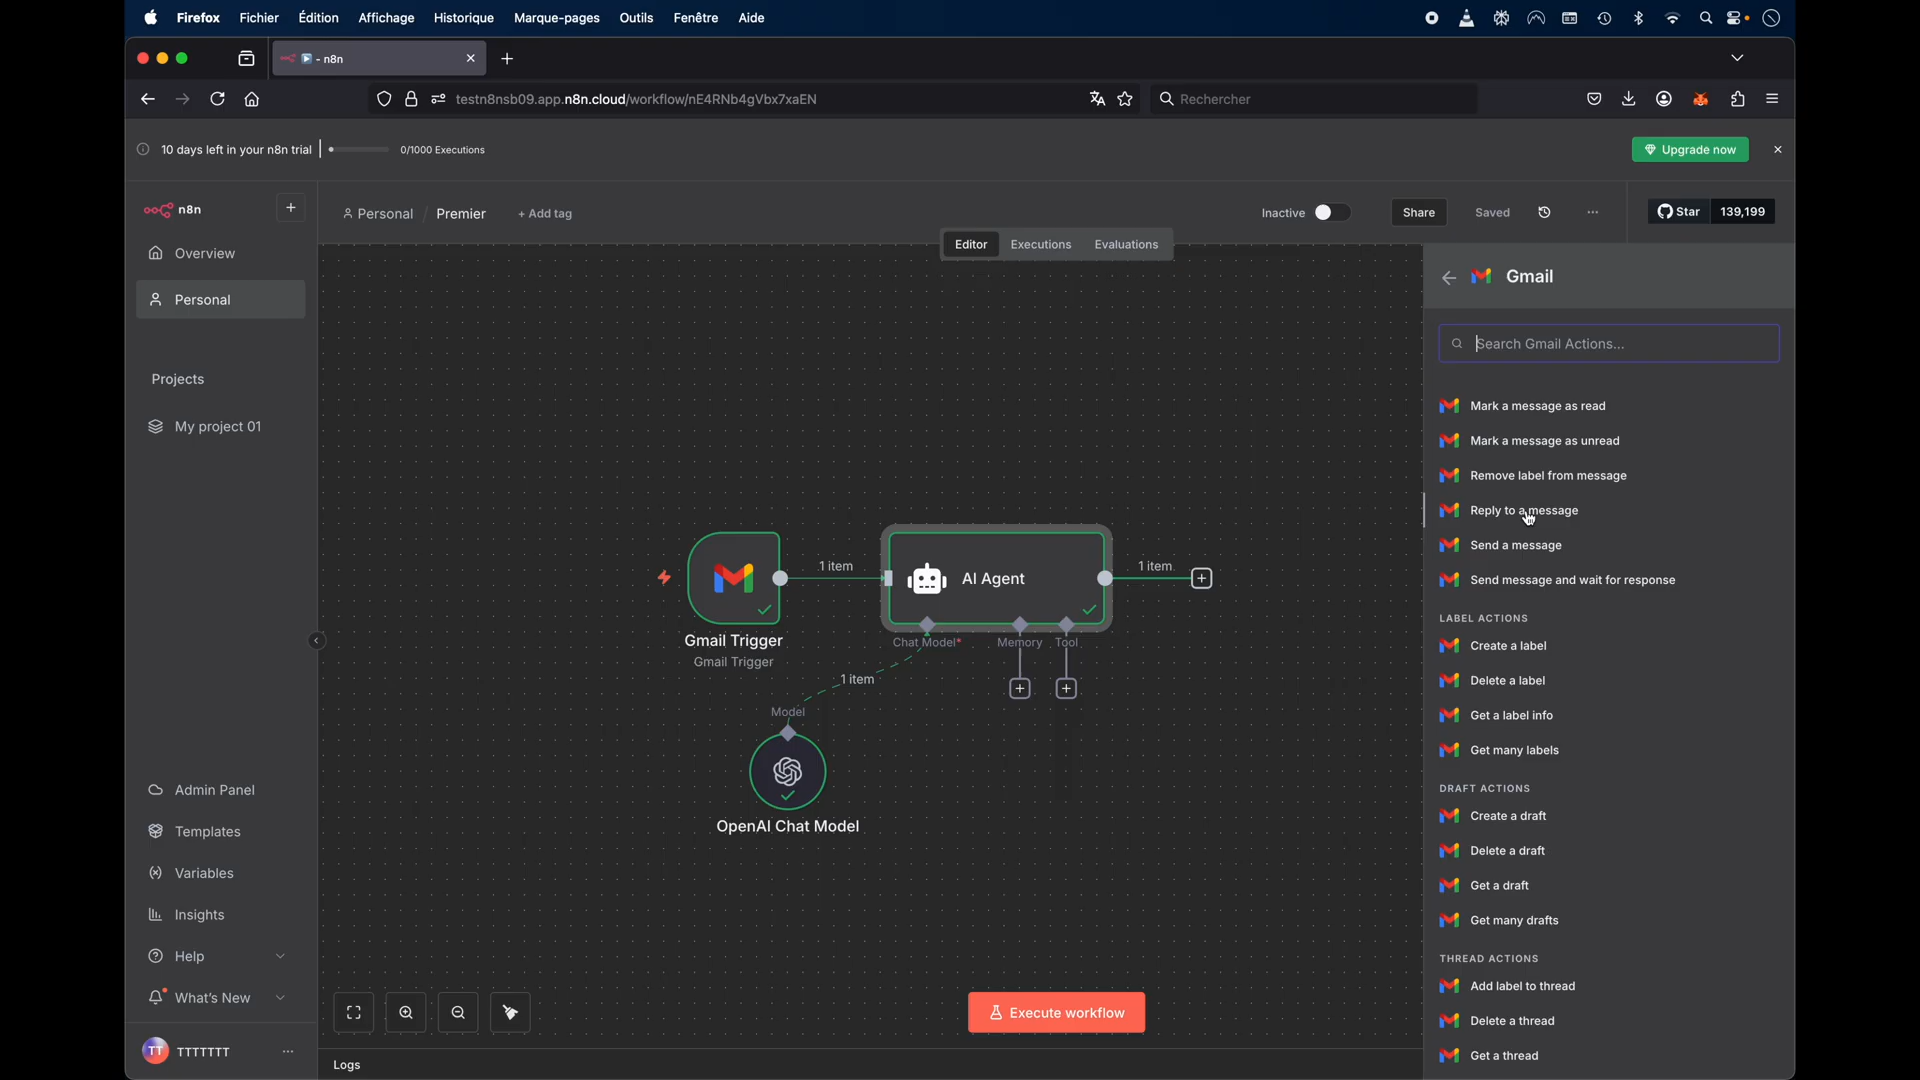 Firefox Fichier Édition Affichage Historique Marque-pages Outils Fenêtre Aide
- n8n
testn8nsb09.app.n8n.cloud/workflow/nE4RNb4gVbx7xaEN
Rechercher
10 days left in your n8n trial
0/1000 Executions
Upgrade now
n8n
Personal / Premier
+ Add tag
Inactive
Share
Saved
Star 139,199
Editor Executions Evaluations
Overview
Personal
Projects
My project 01
Admin Panel
Templates
Variables
Insights
Help
What's New
TT TTTTTTT
1 item
AI Agent
1 item
Gmail Trigger
Gmail Trigger
Chat Model*
Memory
Tool
1 item
Model
OpenAI Chat Model
Execute workflow
Logs
Gmail
Search Gmail Actions...
Mark a message as read
Mark a message as unread
Remove label from message
Reply to a message
Send a message
Send message and wait for response
LABEL ACTIONS
Create a label
Delete a label
Get a label info
Get many labels
DRAFT ACTIONS
Create a draft
Delete a draft
Get a draft
Get many drafts
THREAD ACTIONS
Add label to thread
Delete a thread
Get a thread